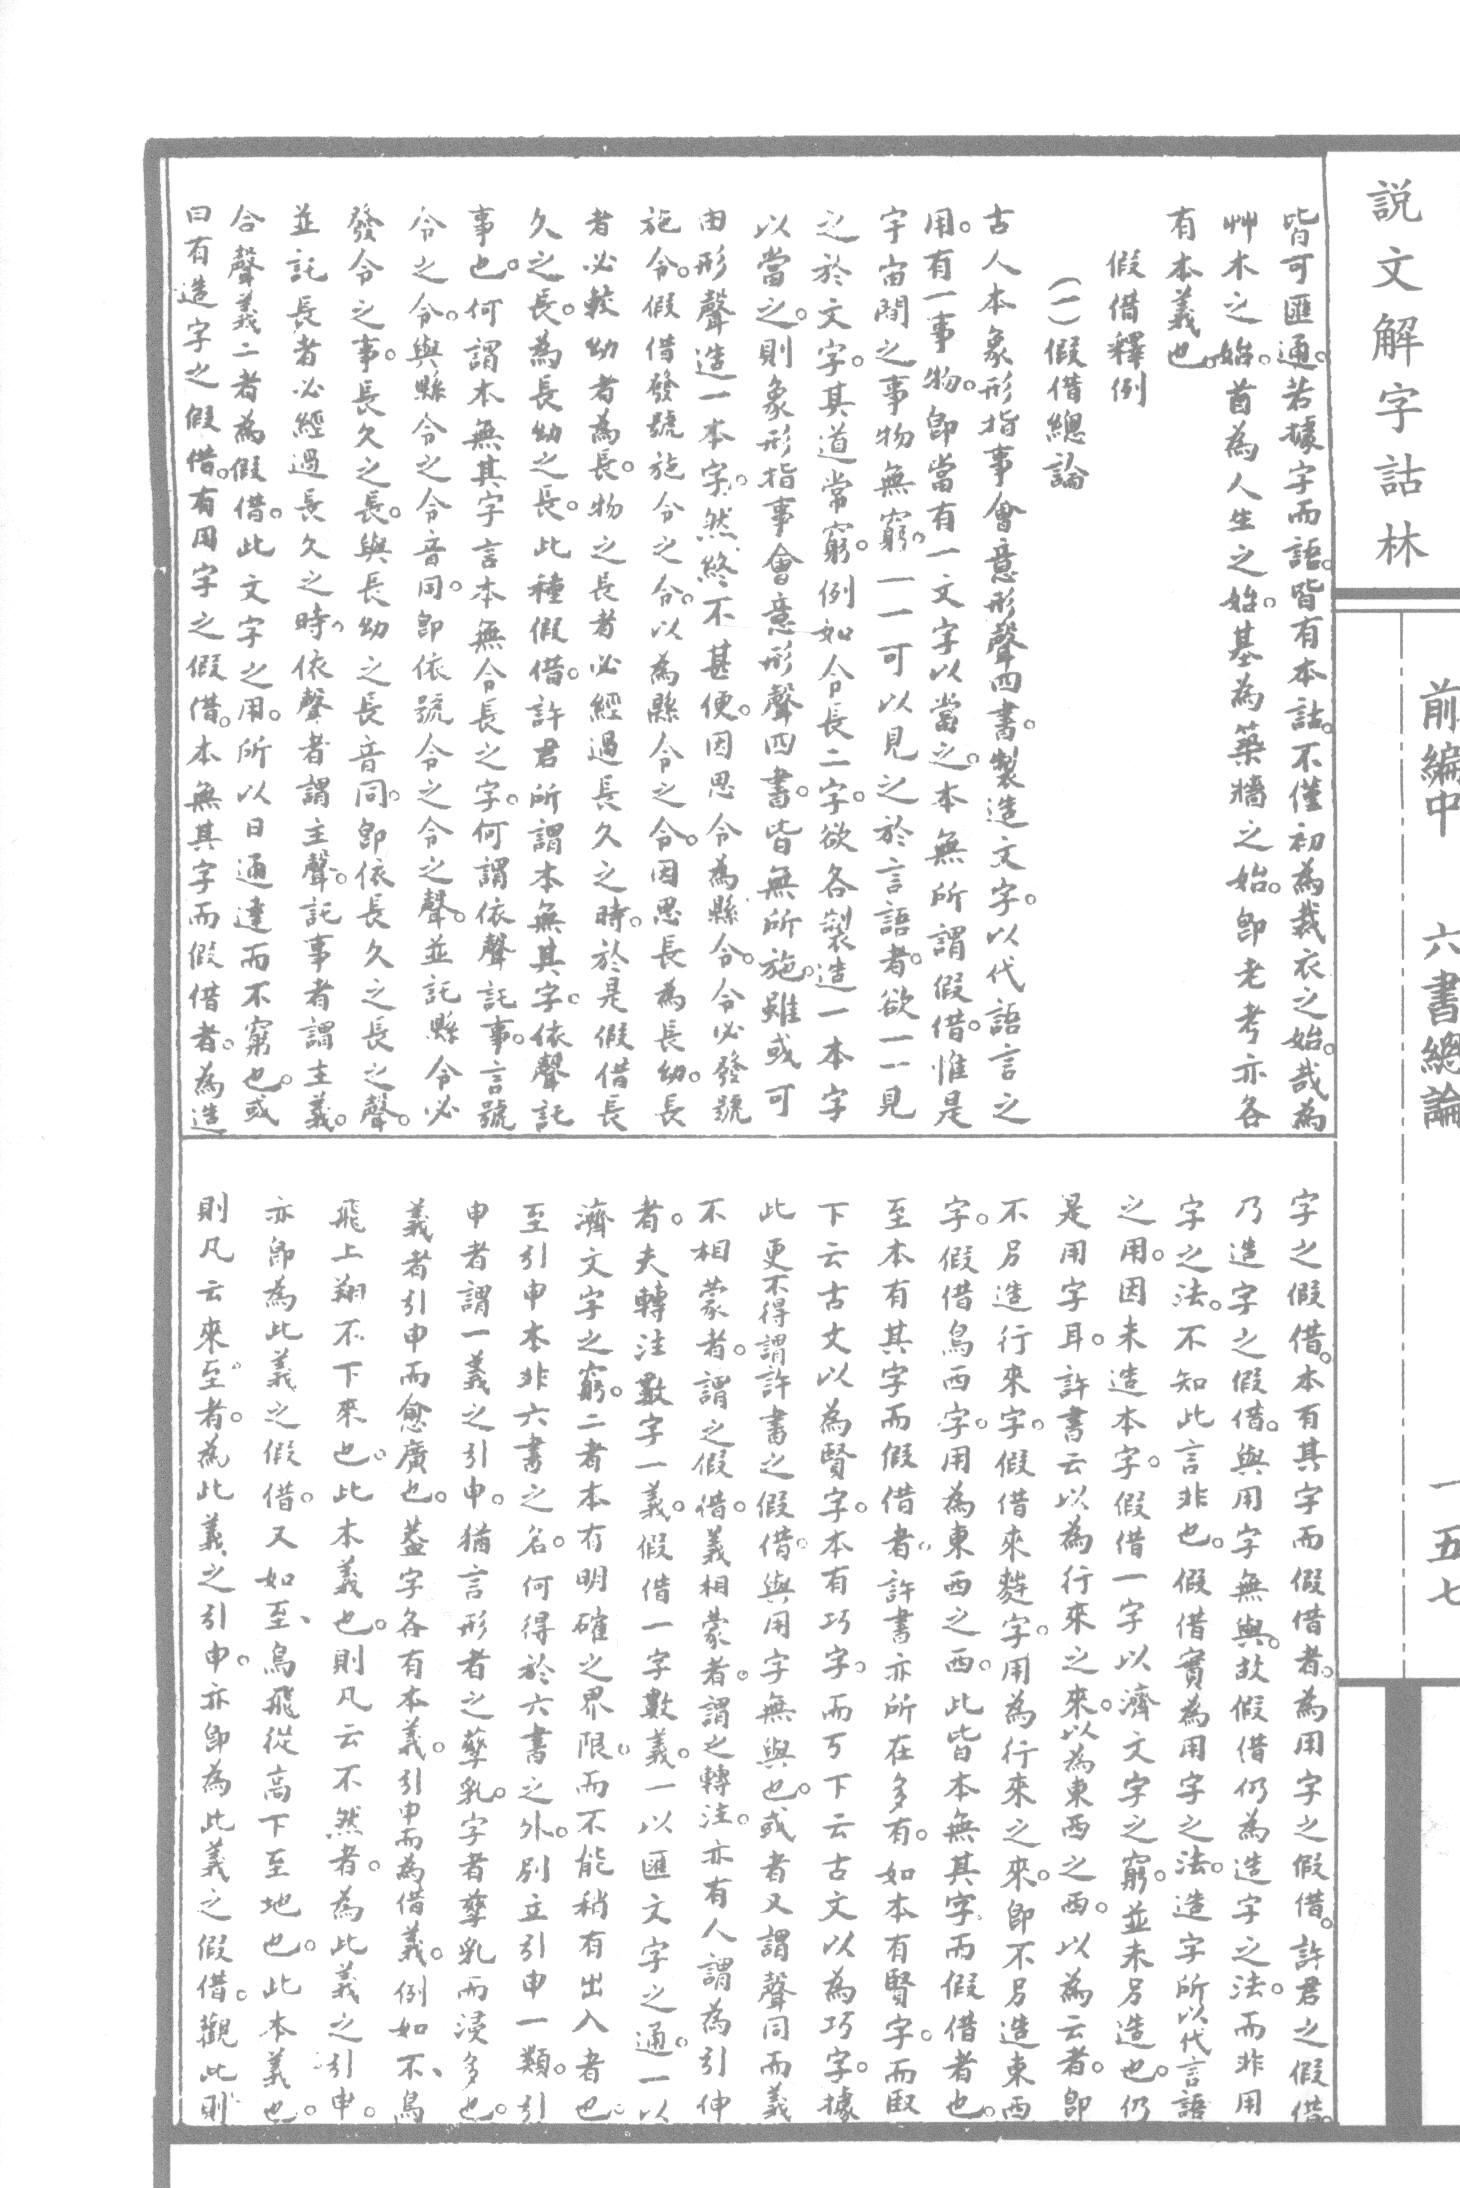 說文解字詁林
前編中　六書總論
一五七
皆可匯通。若據字而語。皆有本詁。不僅初為裁衣之始。哉為
艸木之始。首為人生之始。基為築牆之始。即老考亦各
有本義也。
假借釋例
(一)假借總論
古人本象形指事會意形聲四書。製造文字。以代語言之
用。有一事物。即當有一文字以當之。本無所謂假借。惟是
宇宙間之事物無窮。一一可以見之於言語者。欲一一見
之於文字。其道常窮。例如令長二字。欲各製造一本字
以當之。則象形指事會意形聲四書。皆無所施。雖或可
由形聲造一本字。然終不甚便。因思令為縣令。令必發號
施令。假借發號施令之令。以為縣令之令。因思長為長幼。長
者必較幼者為長。物之長者必經過長久之時。於是假借長
久之長。為長幼之長。此種假借。許君所謂本無其字。依聲託
事也。何謂本無其字。言本無令長之字。何謂依聲託事。言號
令之令。與縣令之令音同。即依號令之令之聲。並託縣令必
發令之事。長久之長。與長幼之長音同。即依長久之長之聲。
並託長者必經過長久之時。依聲者謂主聲。託事者謂主義。
合聲義二者為假借。此文字之用。所以日通達而不窮也。或
曰有造字之假借。有用字之假借。本無其字而假借者。為造
字之假借。本有其字而假借者。為用字之假借。許君之假借。
乃造字之假借。與用字無與。故假借仍為造字之法。而非用
字之法。不知此言非也。假借實為用字之法。造字所以代言語
之用。因未造本字。假借一字以濟文字之窮。並未另造也。仍
是用字耳。許書云以為行來之來。以為東西之西。以為云者。即
不另造行來字。假借來麰字。用為行來之來。即不另造東西
字。假借鳥西字。用為東西之西。此皆本無其字而假借者也。
至本有其字而假借者。許書亦所在多有。如本有賢字。而臤
下云古文以為賢字。本有巧字。而丂下云古文以為巧字。據
此更不得謂許書之假借。與用字無與也。或者又謂聲同而義
不相蒙者。謂之假借。義相蒙者。謂之轉注。亦有人謂為引伸
者。夫轉注數字一義。假借一字數義。一以匯文字之通。一以
濟文字之窮。二者本有明確之界限。而不能稍有出入者也。
至引申本非六書之名。何得於六書之外。別立引申一類。引
申者謂一義之引申。猶言形者之孳乳。字者孳乳而浸多也。
義者引申而愈廣也。蓋字各有本義。引申而為借義。例如不、鳥
飛上翔不下來也。此本義也。則凡云不然者。為此義之引申。
亦即為此義之假借。又如至、鳥飛從高下至地也。此本義也。
則凡云來至者。為此義之引申。亦即為此義之假借。觀此則